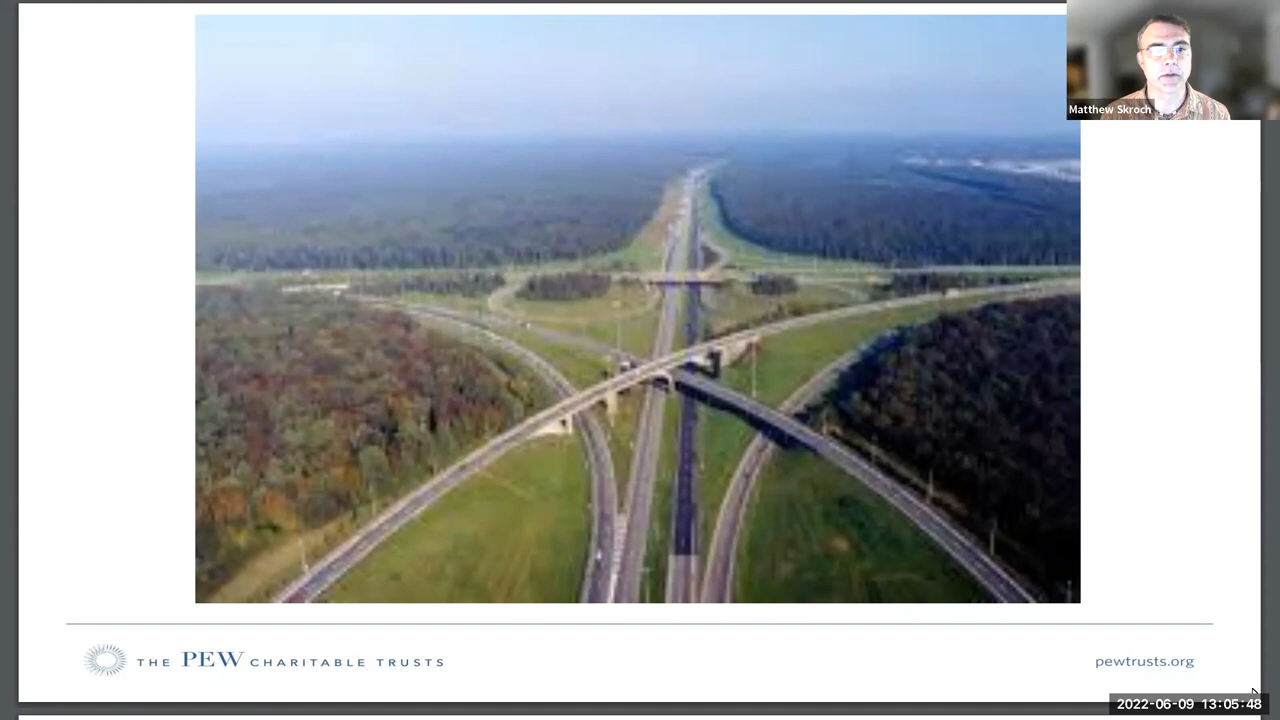 Matthew Skroch
THE PEW CHARITABLE TRUSTS
pewtrusts.org
2022-06-09 13:05:48